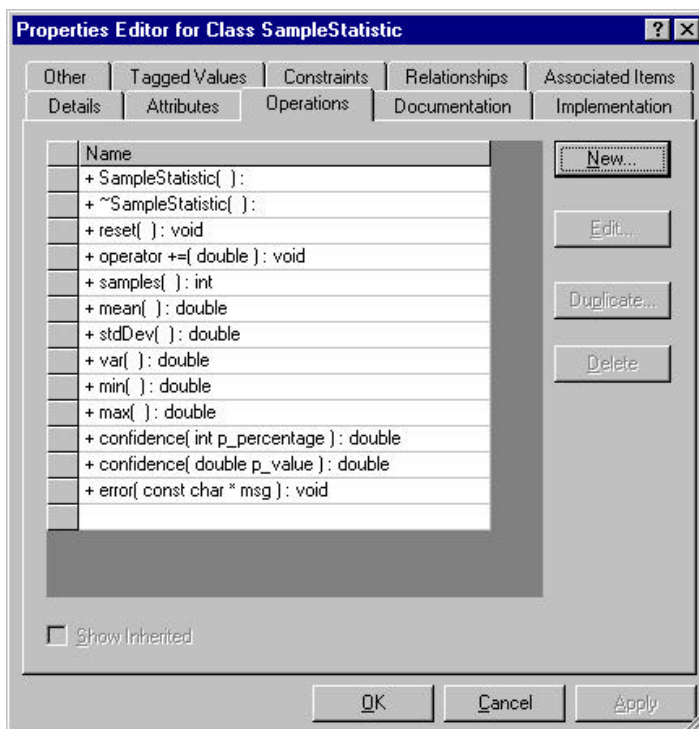 Properties Editor for Class SampleStatistic
Other Tagged Values Constraints Relationships Associated Items
Details Attributes Operations Documentation Implementation
Name
+ SampleStatistic( ) :
+ ~SampleStatistic( ) :
+ reset( ) : void
+ operator +=( double ) : void
+ samples( ) : int
+ mean( ) : double
+ stdDev( ) : double
+ var( ) : double
+ min( ) : double
+ max( ) : double
+ confidence( int p_percentage ) : double
+ confidence( double p_value ) : double
+ error( const char * msg ) : void
New...
Edit...
Duplicate...
Delete
Show Inherited
OK Cancel Apply